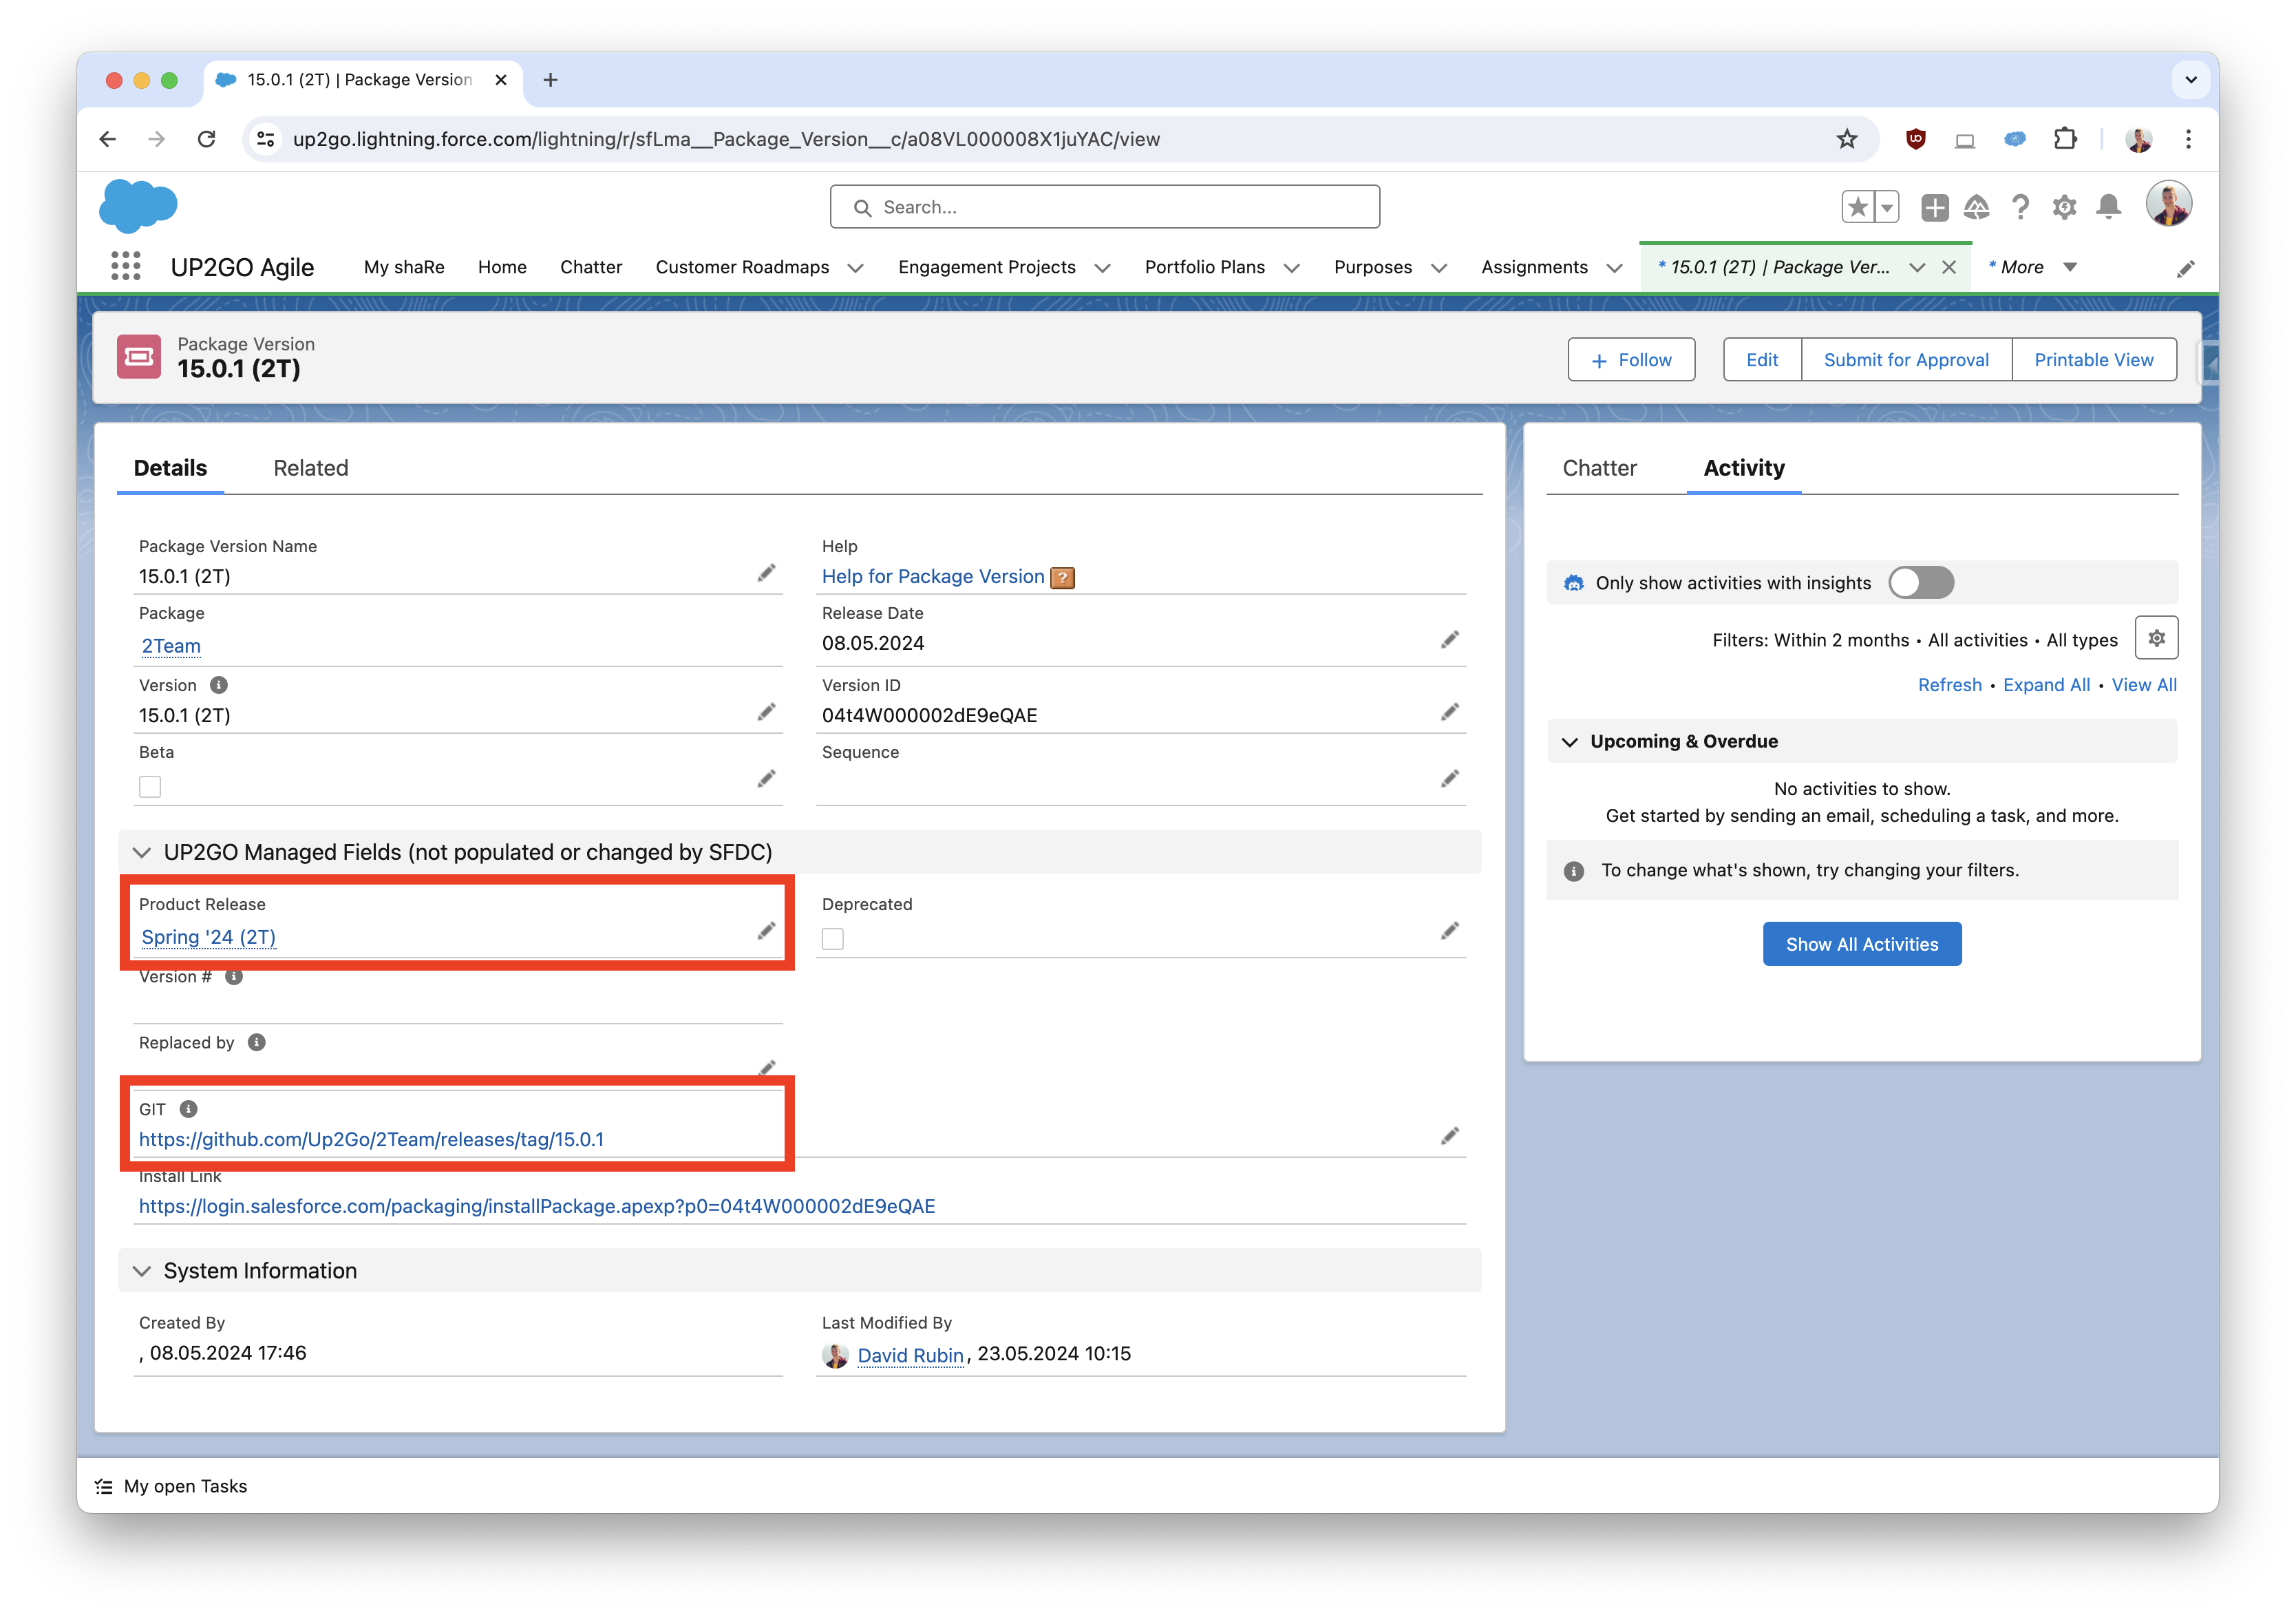 15.0.1 (2T) | Package Version
up2go.lightning.force.com/lightning/r/sfLma__Package_Version__c/a08VL000008X1juYAC/view
Search...
UP2GO Agile
My shaRe
Home
Chatter
Customer Roadmaps
Engagement Projects
Portfolio Plans
Purposes
Assignments
* 15.0.1 (2T) | Package Ver...
* More
Package Version
15.0.1 (2T)
Follow
Edit
Submit for Approval
Printable View
Details
Related
Package Version Name
15.0.1 (2T)
Help
Help for Package Version
Package
2Team
Release Date
08.05.2024
Version
15.0.1 (2T)
Version ID
04t4W000002dE9eQAE
Beta
Sequence
UP2GO Managed Fields (not populated or changed by SFDC)
Product Release
Spring '24 (2T)
Deprecated
Version #
Replaced by
GIT
https://github.com/Up2Go/2Team/releases/tag/15.0.1
Install Link
https://login.salesforce.com/packaging/installPackage.apexp?p0=04t4W000002dE9eQAE
System Information
Created By
, 08.05.2024 17:46
Last Modified By
David Rubin, 23.05.2024 10:15
Chatter
Activity
Only show activities with insights
Filters: Within 2 months • All activities • All types
Refresh • Expand All • View All
Upcoming & Overdue
No activities to show.
Get started by sending an email, scheduling a task, and more.
To change what's shown, try changing your filters.
Show All Activities
My open Tasks